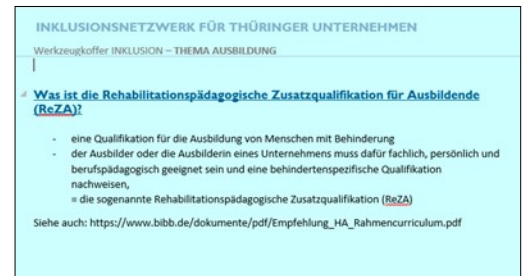 INKLUSIONSNETZWERK FÜR THÜRINGER UNTERNEHMEN
Werkzeugkoffer INKLUSION – THEMA AUSBILDUNG
Was ist die Rehabilitationspädagogische Zusatzqualifikation für Ausbildende
(ReZA)?
- eine Qualifikation für die Ausbildung von Menschen mit Behinderung
- der Ausbilder oder die Ausbilderin eines Unternehmens muss dafür fachlich, persönlich und
berufspädagogisch geeignet sein und eine behindertenspezifische Qualifikation
nachweisen,
= die sogenannte Rehabilitationspädagogische Zusatzqualifikation (ReZA)
Siehe auch: https://www.bibb.de/dokumente/pdf/Empfehlung_HA_Rahmencurriculum.pdf